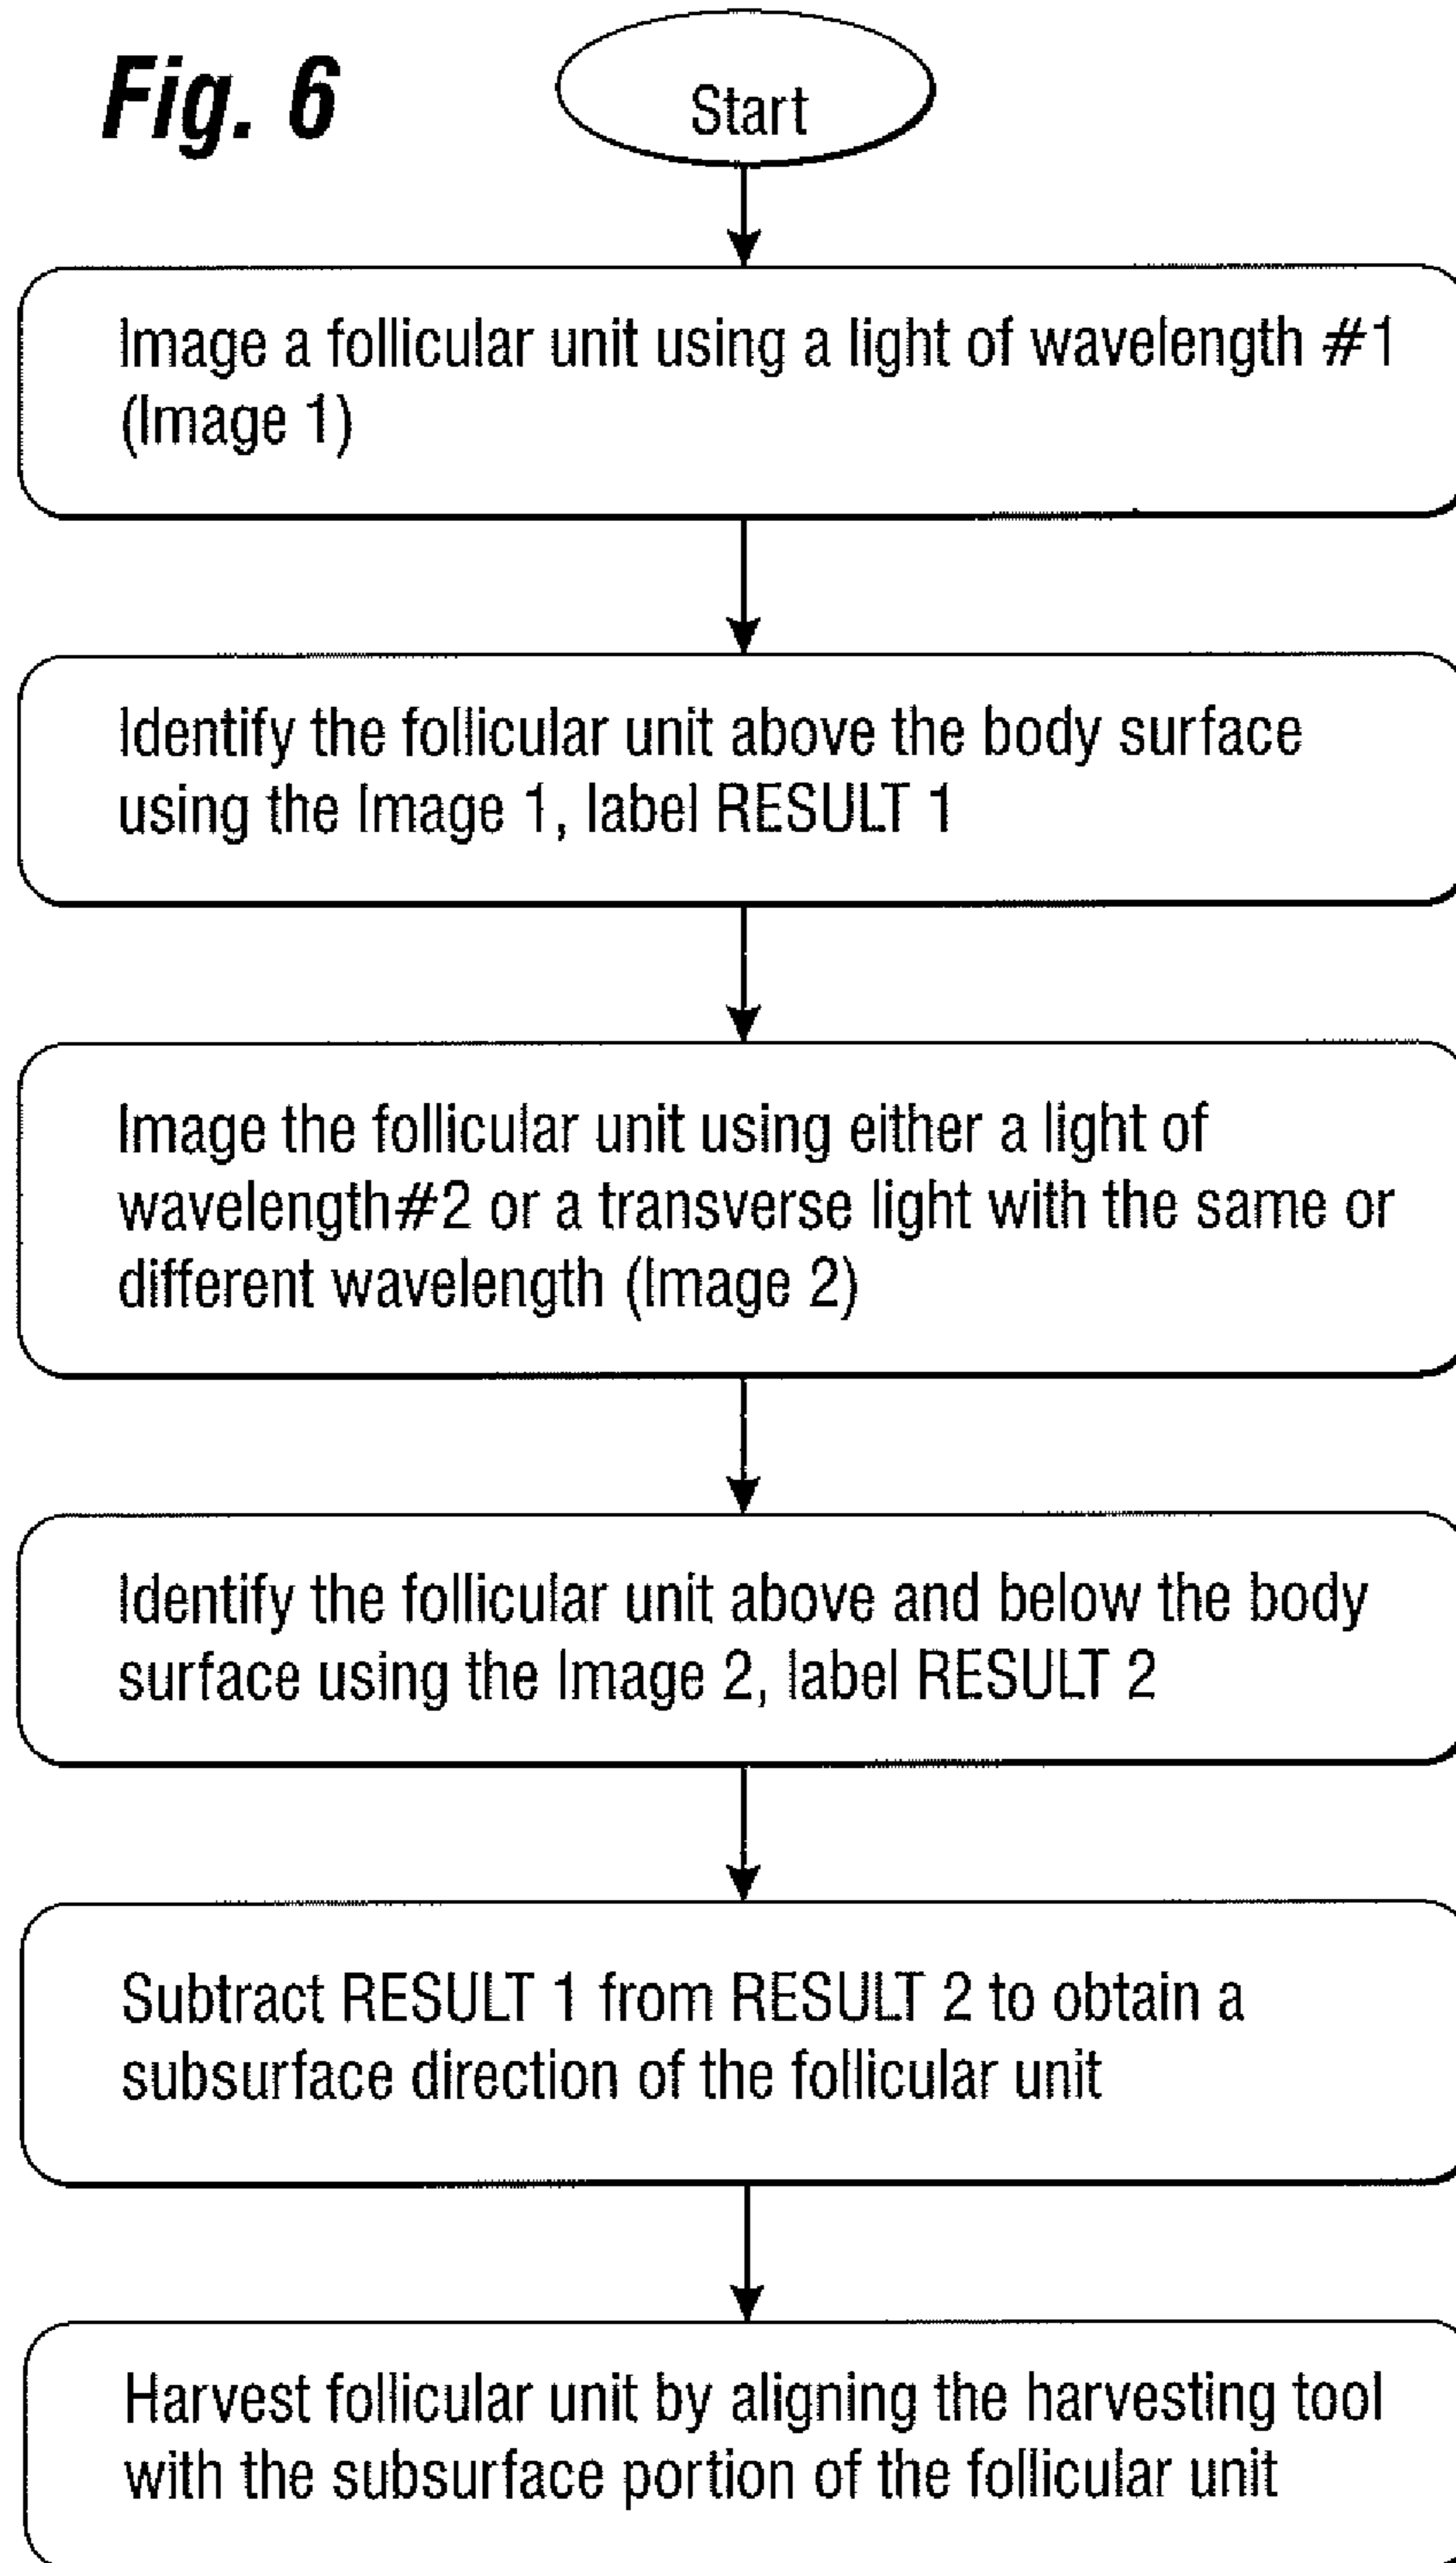 Fig. 6
Start
Image a follicular unit using a light of wavelength #1
(Image 1)
Identify the follicular unit above the body surface
using the Image 1, label RESULT 1
Image the follicular unit using either a light of
wavelength#2 or a transverse light with the same or
different wavelength (Image 2)
Identify the follicular unit above and below the body
surface using the Image 2, label RESULT 2
Subtract RESULT 1 from RESULT 2 to obtain a
subsurface direction of the follicular unit
Harvest follicular unit by aligning the harvesting tool
with the subsurface portion of the follicular unit